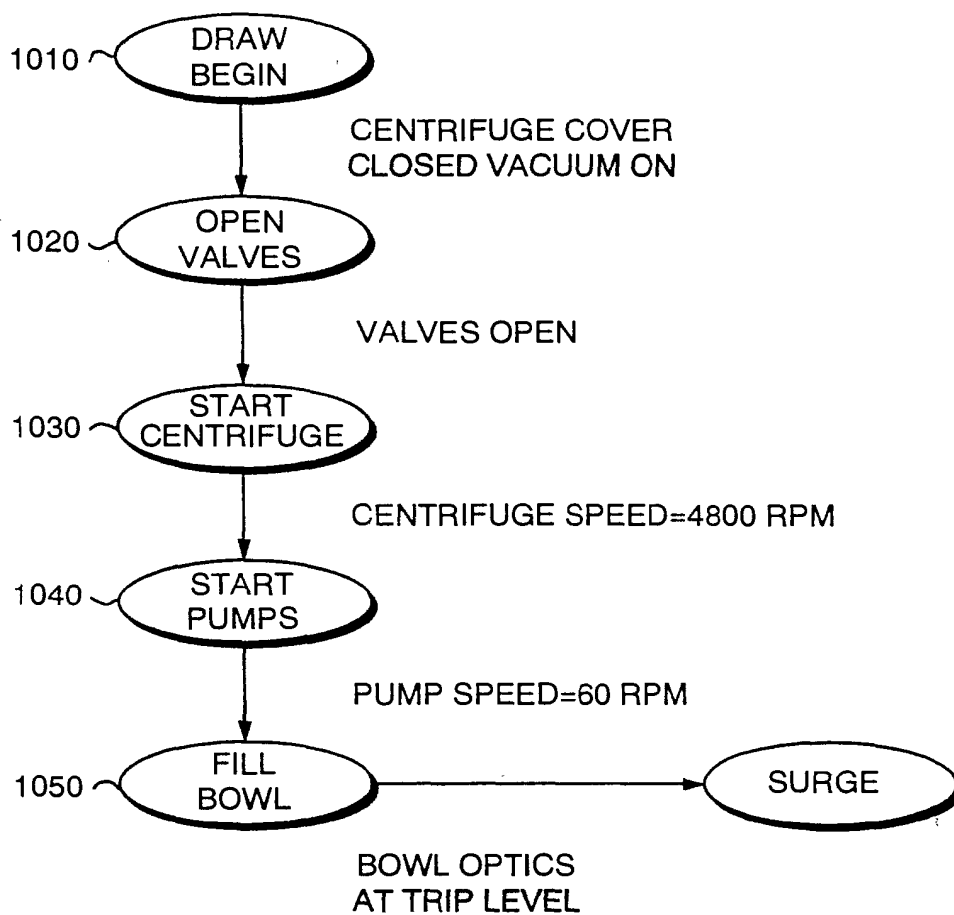 1010
DRAW
BEGIN
CENTRIFUGE COVER
CLOSED VACUUM ON
1020
OPEN
VALVES
VALVES OPEN
1030
START
CENTRIFUGE
CENTRIFUGE SPEED=4800 RPM
1040
START
PUMPS
PUMP SPEED=60 RPM
1050
FILL
BOWL
SURGE
BOWL OPTICS
AT TRIP LEVEL